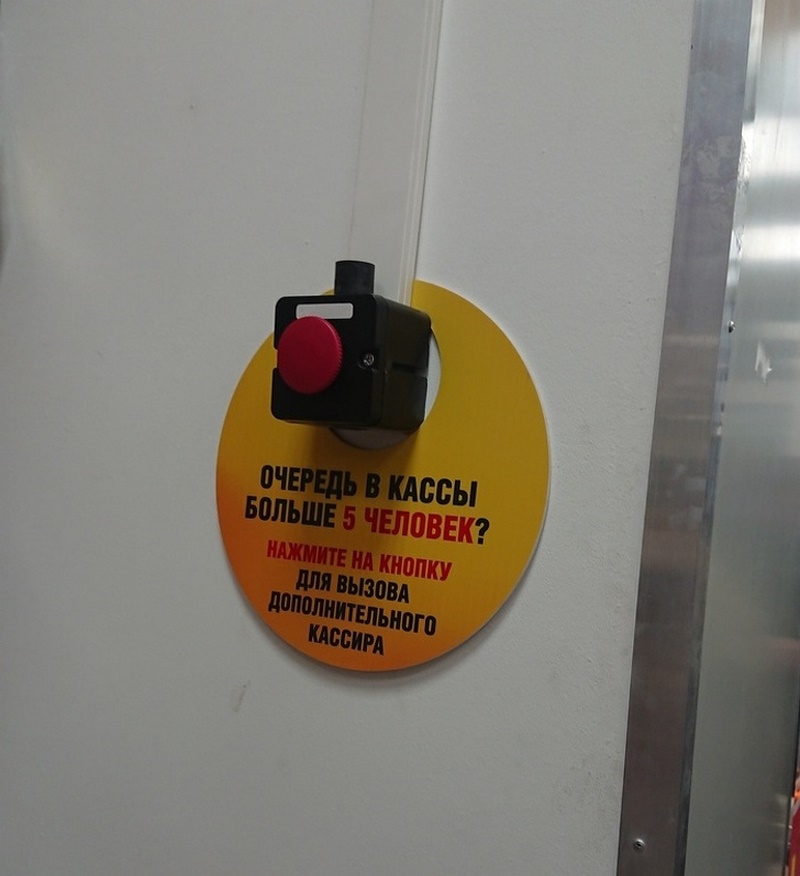 ОЧЕРЕДЬ В КАССЫ
БОЛЬШЕ 5 ЧЕЛОВЕК?
НАЖМИТЕ НА КНОПКУ
ДЛЯ ВЫЗОВА
ДОПОЛНИТЕЛЬНОГО
КАССИРА